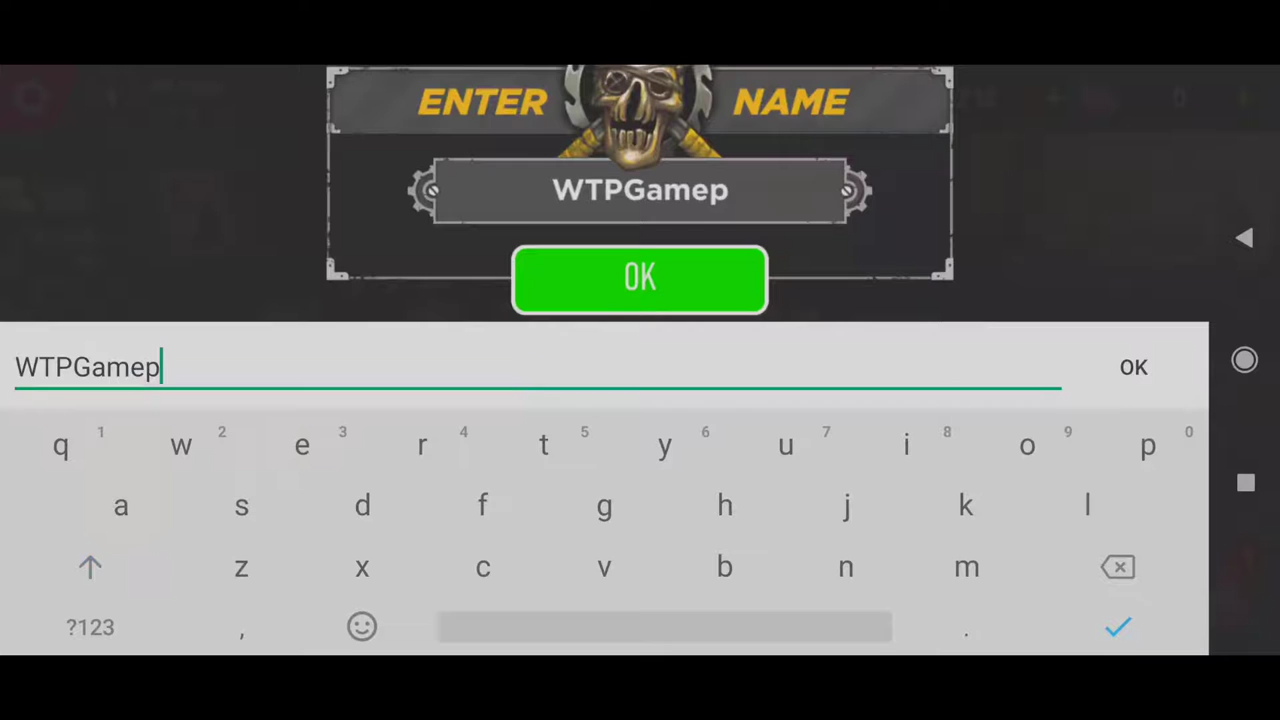 ENTER NAME
WTPGamep
OK
WTPGamep OK
q 1 w 2 e 3 r 4 t 5 y 6 u 7 i 8 o 9 p 0
a s d f g h j k l
z x c v b n m
?123 , .